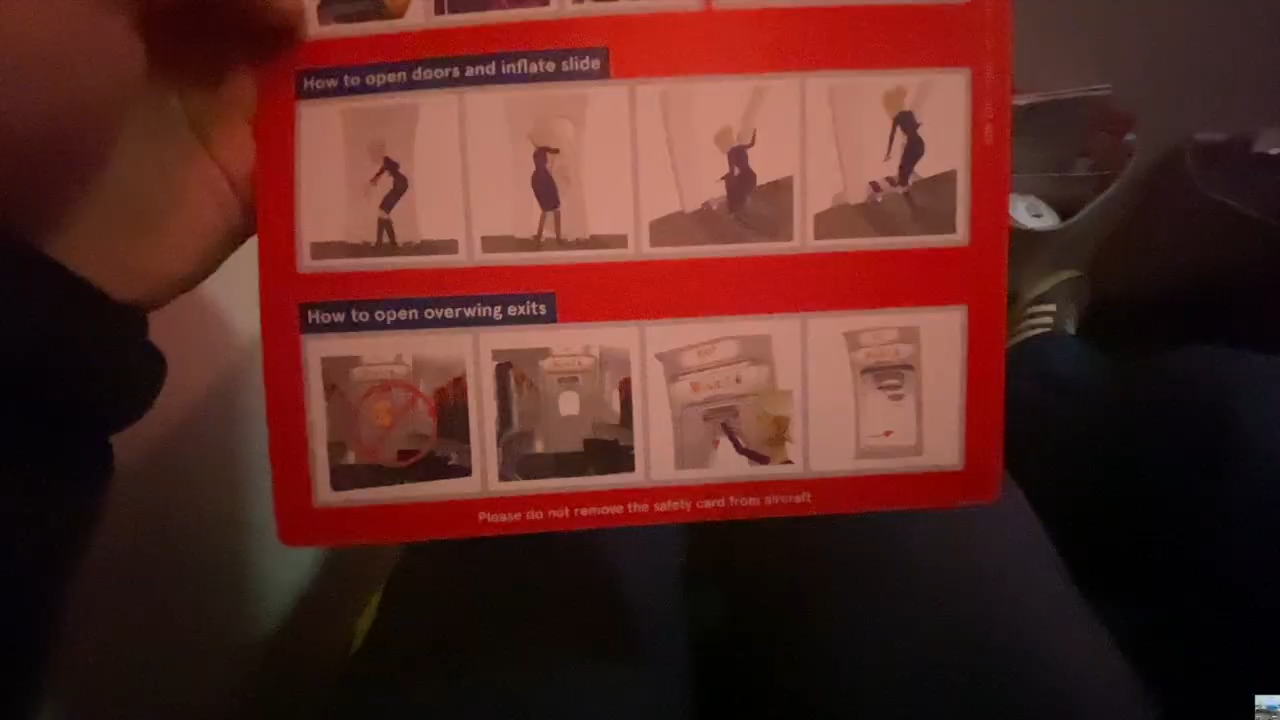 How to open doors and inflate slide
How to open overwing exits
Please do not remove the safety card from aircraft